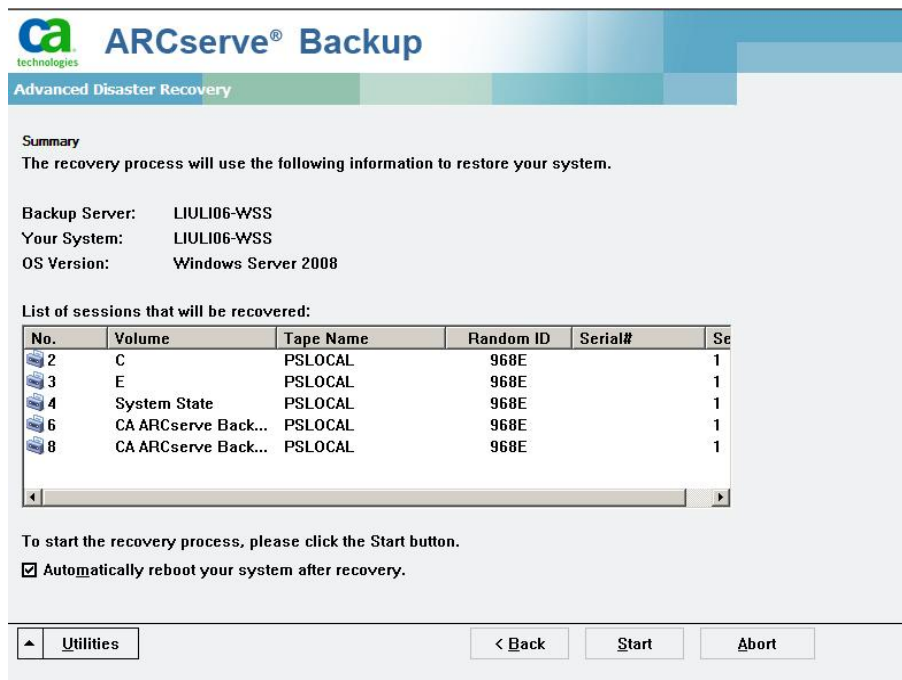 ca
technologies
ARCserve® Backup
Advanced Disaster Recovery
Summary
The recovery process will use the following information to restore your system.
Backup Server: LIULI06-WSS
Your System: LIULI06-WSS
OS Version: Windows Server 2008
List of sessions that will be recovered:
No. Volume Tape Name Random ID Serial# Se
2 C PSLOCAL 968E 1
3 E PSLOCAL 968E 1
4 System State PSLOCAL 968E 1
6 CA ARCserve Back... PSLOCAL 968E 1
8 CA ARCserve Back... PSLOCAL 968E 1
To start the recovery process, please click the Start button.
Automatically reboot your system after recovery.
Utilities < Back Start Abort